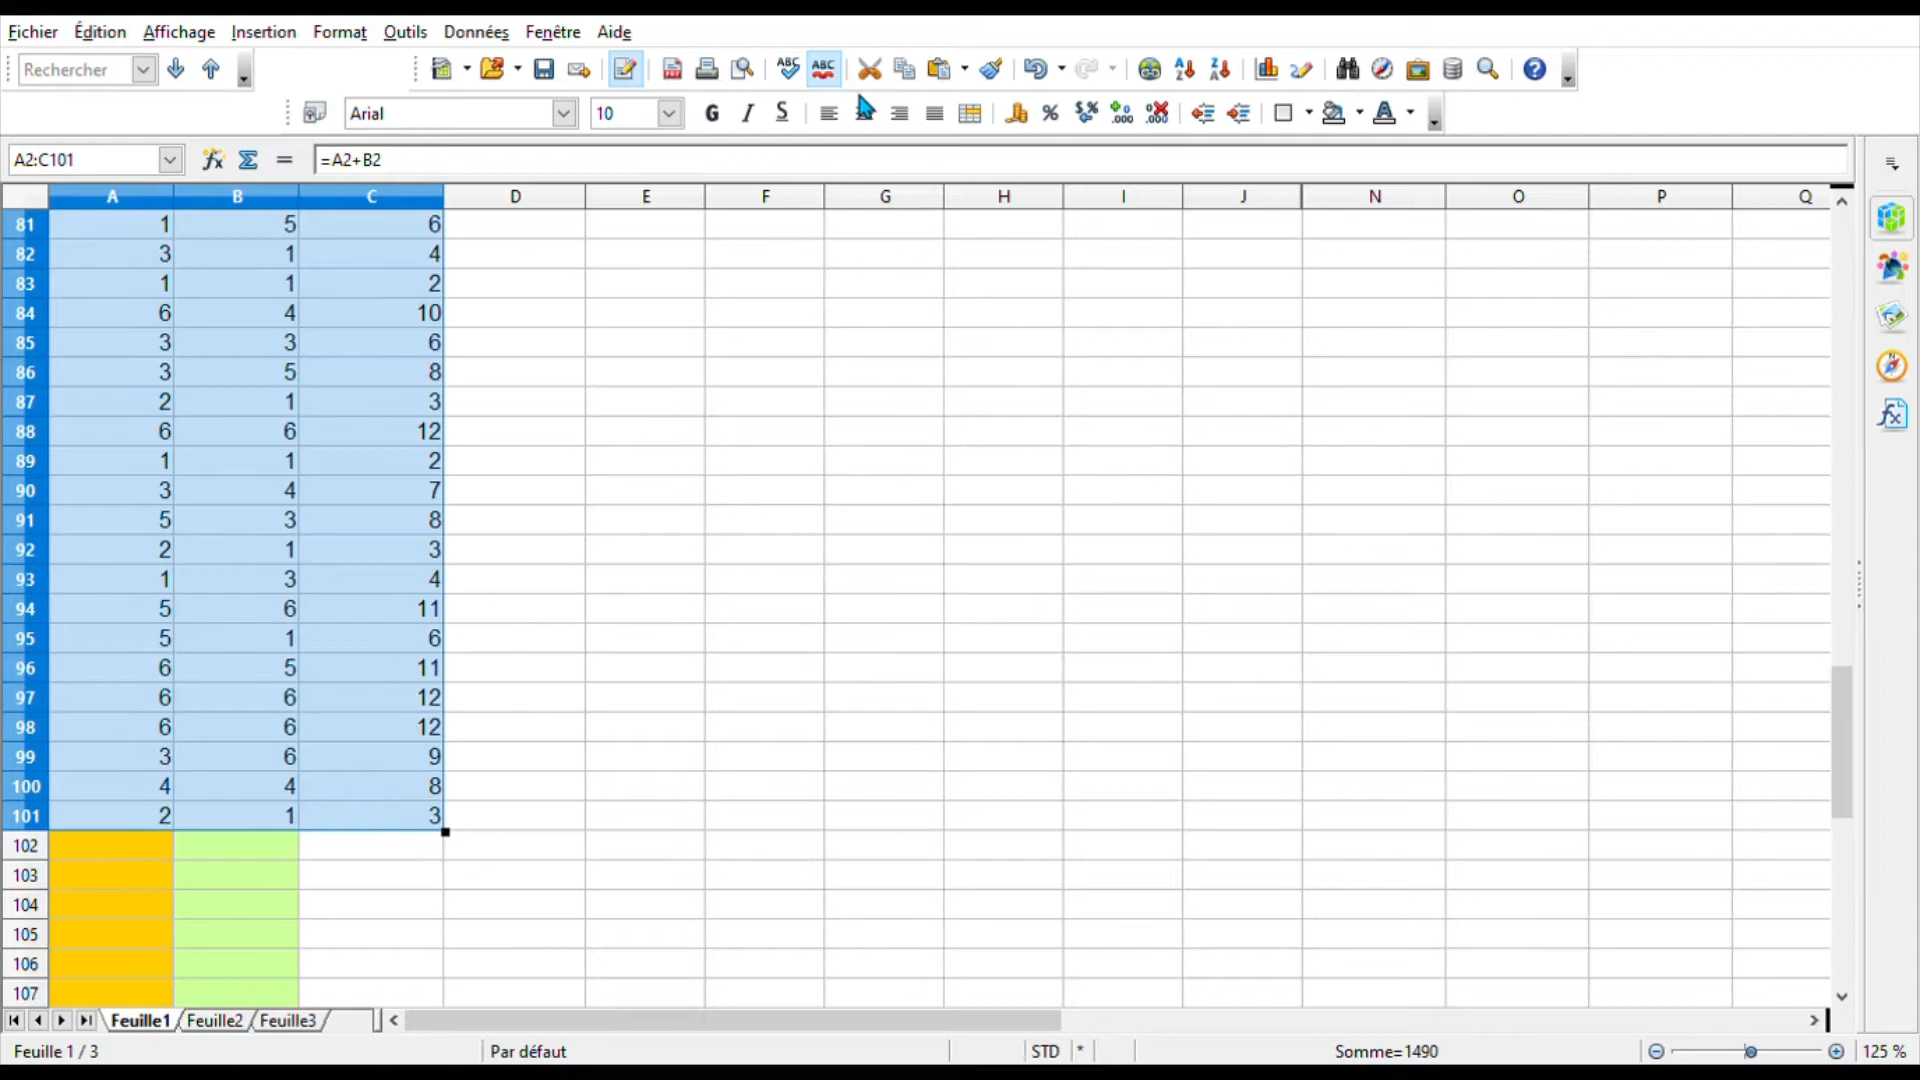 Fichier Édition Affichage Insertion Format Outils Données Fenêtre Aide
Rechercher
Arial 10 G I S
A2:C101 =A2+B2
A B C D E F G H I J N O P Q
81 1 5 6
82 3 1 4
83 1 1 2
84 6 4 10
85 3 3 6
86 3 5 8
87 2 1 3
88 6 6 12
89 1 1 2
90 3 4 7
91 5 3 8
92 2 1 3
93 1 3 4
94 5 6 11
95 5 1 6
96 6 5 11
97 6 6 12
98 6 6 12
99 3 6 9
100 4 4 8
101 2 1 3
102
103
104
105
106
107
Feuille1 Feuille2 Feuille3
Feuille 1 / 3 Par défaut STD * Somme=1490 125 %